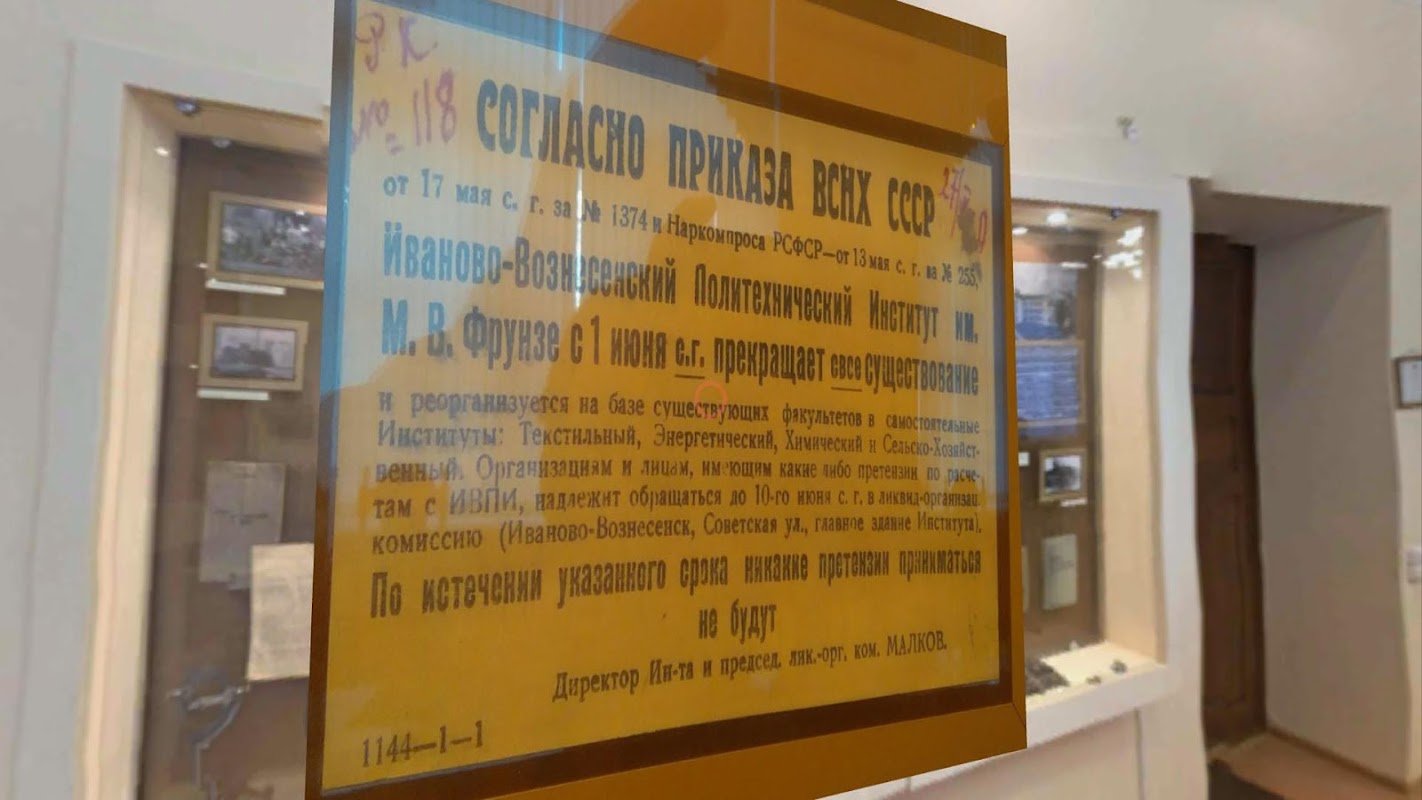 РК
№ 118
СОГЛАСНО ПРИКАЗА ВСНХ СССР
от 17 мая с. г. за № 1374 и Наркомпроса РСФСР—от 13 мая с. г. за № 255,
Иваново-Вознесенский Политехнический Институт им.
М. В. Фрунзе с 1 июня с.г. прекращает свсе существование
и реорганизуется на базе существующих факультетов в самостоятельные
Институты: Текстильный, Энергетический, Химический и Сельско-Хозяйст-
венный. Организациям и лицам, имеющим какие либо претензии по расче-
там с ИВПИ, надлежит обращаться до 10-го июня с. г. в ликвид-организац.
комиссию (Иваново-Вознесенск, Советская ул., главное здание Института).
По истечении указанного срока никакие претензии приниматься
не будут
Директор Ин-та и председ. лик.-орг. ком. МАЛКОВ.
1144—1—1